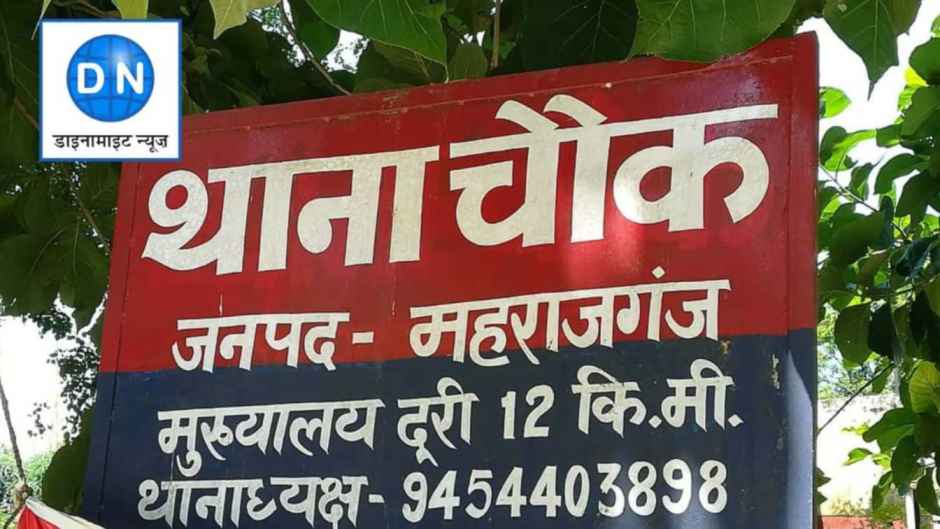 DN
डाइनामाइट न्यूज
थाना चौक
जनपद- महराजगंज
मुख्यालय दूरी 12 कि.मी.
थानाध्यक्ष- 9454403898